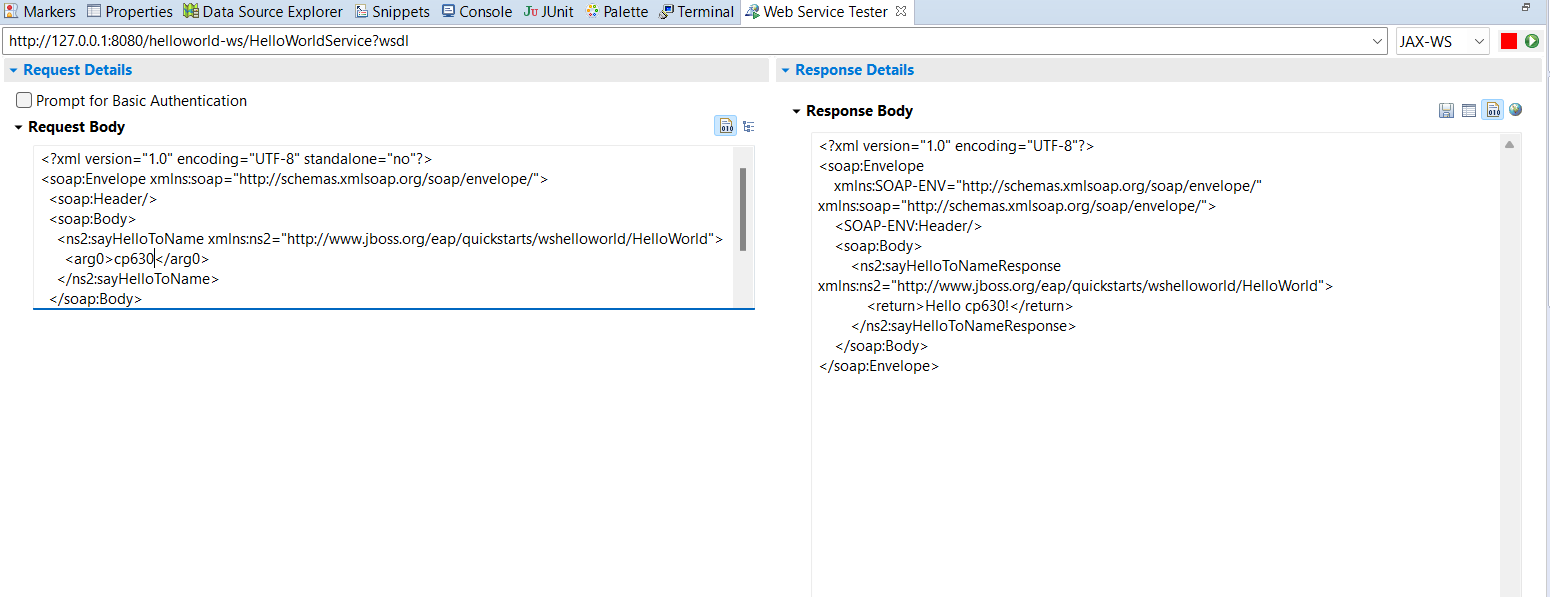 Markers Properties Data Source Explorer Snippets Console JUnit Palette Terminal Web Service Tester
http://127.0.0.1:8080/helloworld-ws/HelloWorldService?wsdl JAX-WS
Request Details
Prompt for Basic Authentication
Request Body
<?xml version="1.0" encoding="UTF-8" standalone="no"?>
<soap:Envelope xmlns:soap="http://schemas.xmlsoap.org/soap/envelope/">
<soap:Header/>
<soap:Body>
<ns2:sayHelloToName xmlns:ns2="http://www.jboss.org/eap/quickstarts/wshelloworld/HelloWorld">
<arg0>cp630</arg0>
</ns2:sayHelloToName>
</soap:Body>
Response Details
Response Body
<?xml version="1.0" encoding="UTF-8"?>
<soap:Envelope
xmlns:SOAP-ENV="http://schemas.xmlsoap.org/soap/envelope/"
xmlns:soap="http://schemas.xmlsoap.org/soap/envelope/">
<SOAP-ENV:Header/>
<soap:Body>
<ns2:sayHelloToNameResponse
xmlns:ns2="http://www.jboss.org/eap/quickstarts/wshelloworld/HelloWorld">
<return>Hello cp630!</return>
</ns2:sayHelloToNameResponse>
</soap:Body>
</soap:Envelope>